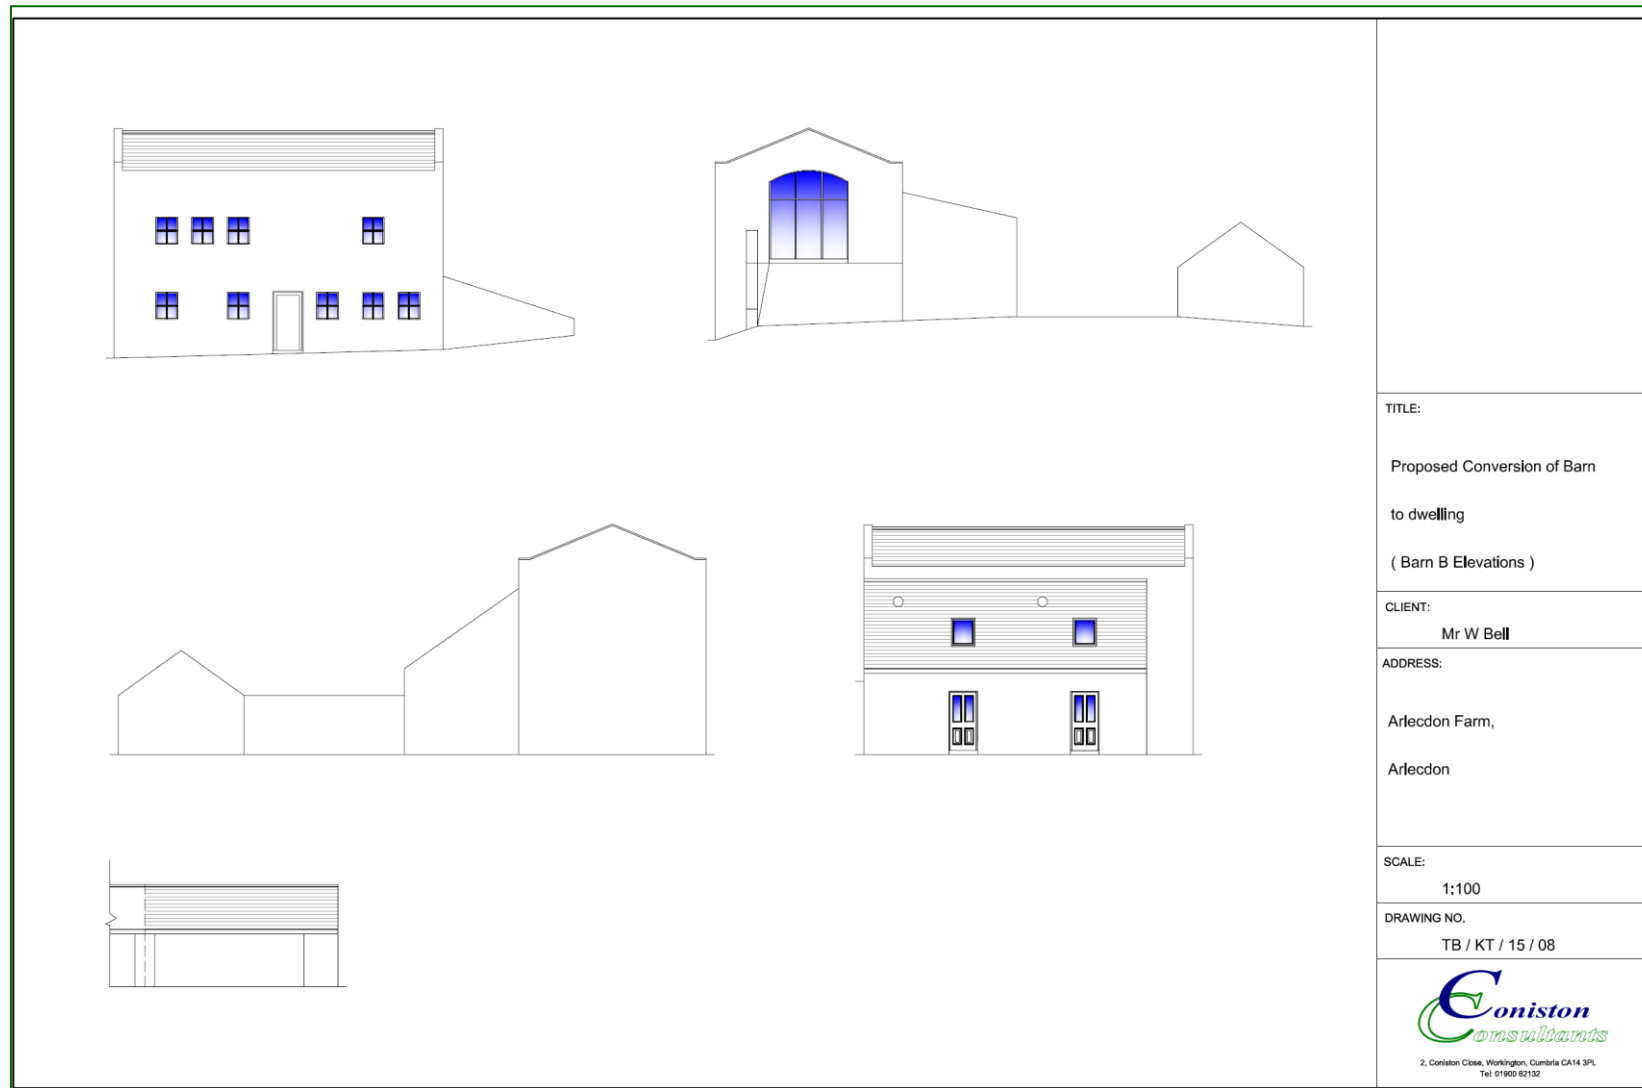 TITLE:
Proposed Conversion of Barn
to dwelling
( Barn B Elevations )
CLIENT:
Mr W Bell
ADDRESS:
Arlecdon Farm,
Arlecdon
SCALE:
1:100
DRAWING NO.
TB / KT / 15 / 08
Coniston
Consultants
2, Coniston Close, Workington, Cumbria CA14 3PL
Tel: 01900 62132